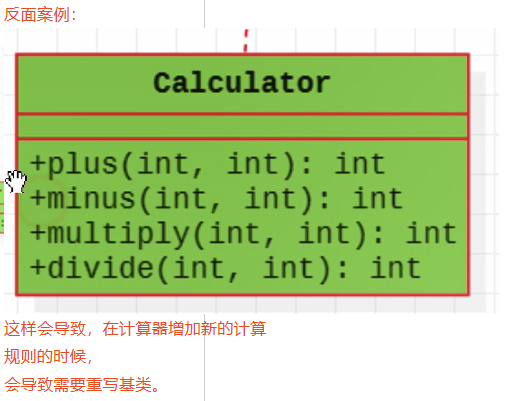 反面案例：
Calculator
+plus(int, int): int
+minus(int, int): int
+multiply(int, int): int
+divide(int, int): int
这样会导致，在计算器增加新的计算
规则的时候，
会导致需要重写基类。